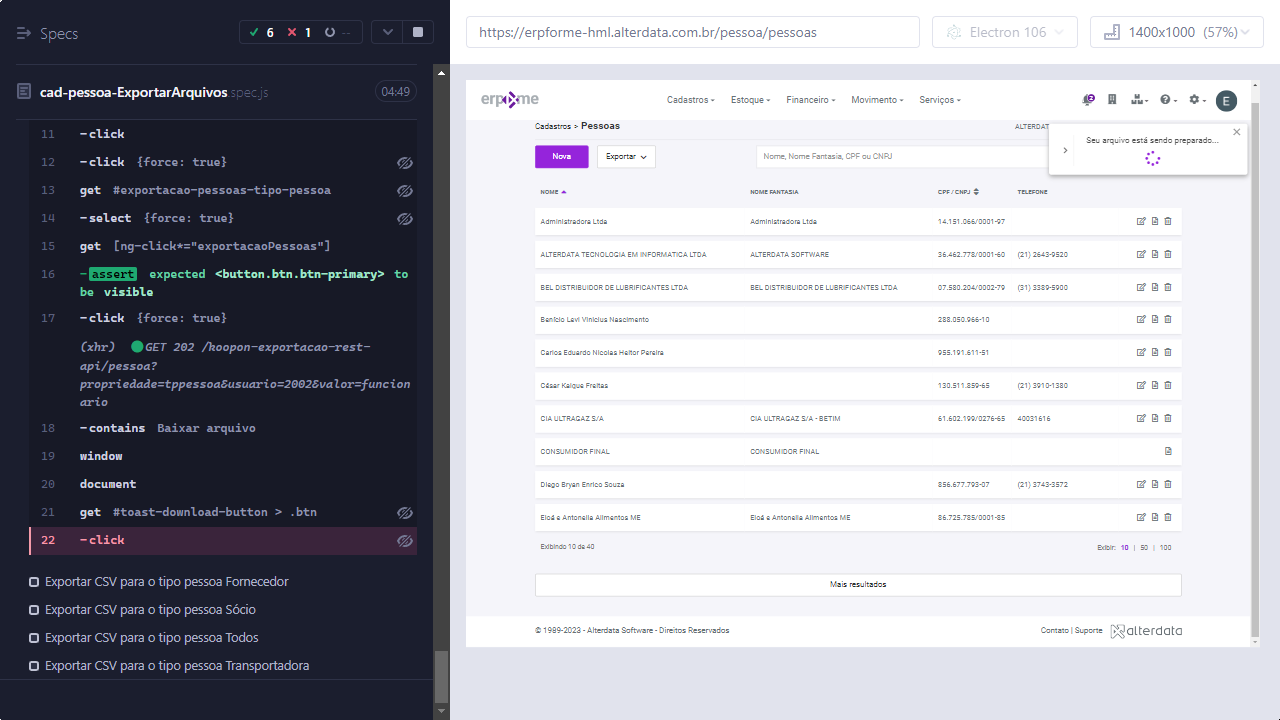 Specs
6
1
--
cad-pessoa-ExportarArquivos.spec.js
04:49
11 -click
12 -click {force: true}
13 get #exportacao-pessoas-tipo-pessoa
14 -select {force: true}
15 get [ng-click*="exportacaoPessoas"]
16 -assert expected <button.btn.btn-primary> to
be visible
17 -click {force: true}
(xhr) GET 202 /hoopon-exportacao-rest-
api/pessoa?
propriedade=tppessoa&usuario=2002&valor=funcion
ario
18 -contains Baixar arquivo
19 window
20 document
21 get #toast-download-button > .btn
22 -click
Exportar CSV para o tipo pessoa Fornecedor
Exportar CSV para o tipo pessoa Sócio
Exportar CSV para o tipo pessoa Todos
Exportar CSV para o tipo pessoa Transportadora
https://erpforme-hml.alterdata.com.br/pessoa/pessoas
Electron 106
1400x1000 (57%)
erp me
Cadastros Estoque Financeiro Movimento Serviços
2
E
Cadastros > Pessoas
ALTERDAT
Seu arquivo está sendo preparado...
Nova
Exportar
Nome, Nome Fantasia, CPF ou CNPJ
NOME NOME FANTASIA CPF / CNPJ TELEFONE
Administradora Ltda Administradora Ltda 14.151.066/0001-97
ALTERDATA TECNOLOGIA EM INFORMATICA LTDA ALTERDATA SOFTWARE 36.462.778/0001-60 (21) 2643-9520
BEL DISTRIBUIDOR DE LUBRIFICANTES LTDA BEL DISTRIBUIDOR DE LUBRIFICANTES LTDA 07.580.204/0002-79 (31) 3389-5900
Benício Levi Vinicius Nascimento 288.050.966-10
Carlos Eduardo Nicolas Heitor Pereira 955.191.611-51
César Kaique Freitas 130.511.859-65 (21) 3910-1380
CIA ULTRAGAZ S/A CIA ULTRAGAZ S/A - BETIM 61.602.199/0276-65 40031616
CONSUMIDOR FINAL CONSUMIDOR FINAL
Diego Bryan Enrico Souza 856.677.793-07 (21) 3743-3572
Eloá e Antonella Alimentos ME Eloá e Antonella Alimentos ME 86.725.785/0001-85
Exibindo 10 de 40
Exibir: 10 | 50 | 100
Mais resultados
© 1989-2023 - Alterdata Software - Direitos Reservados
Contato | Suporte
alterdata